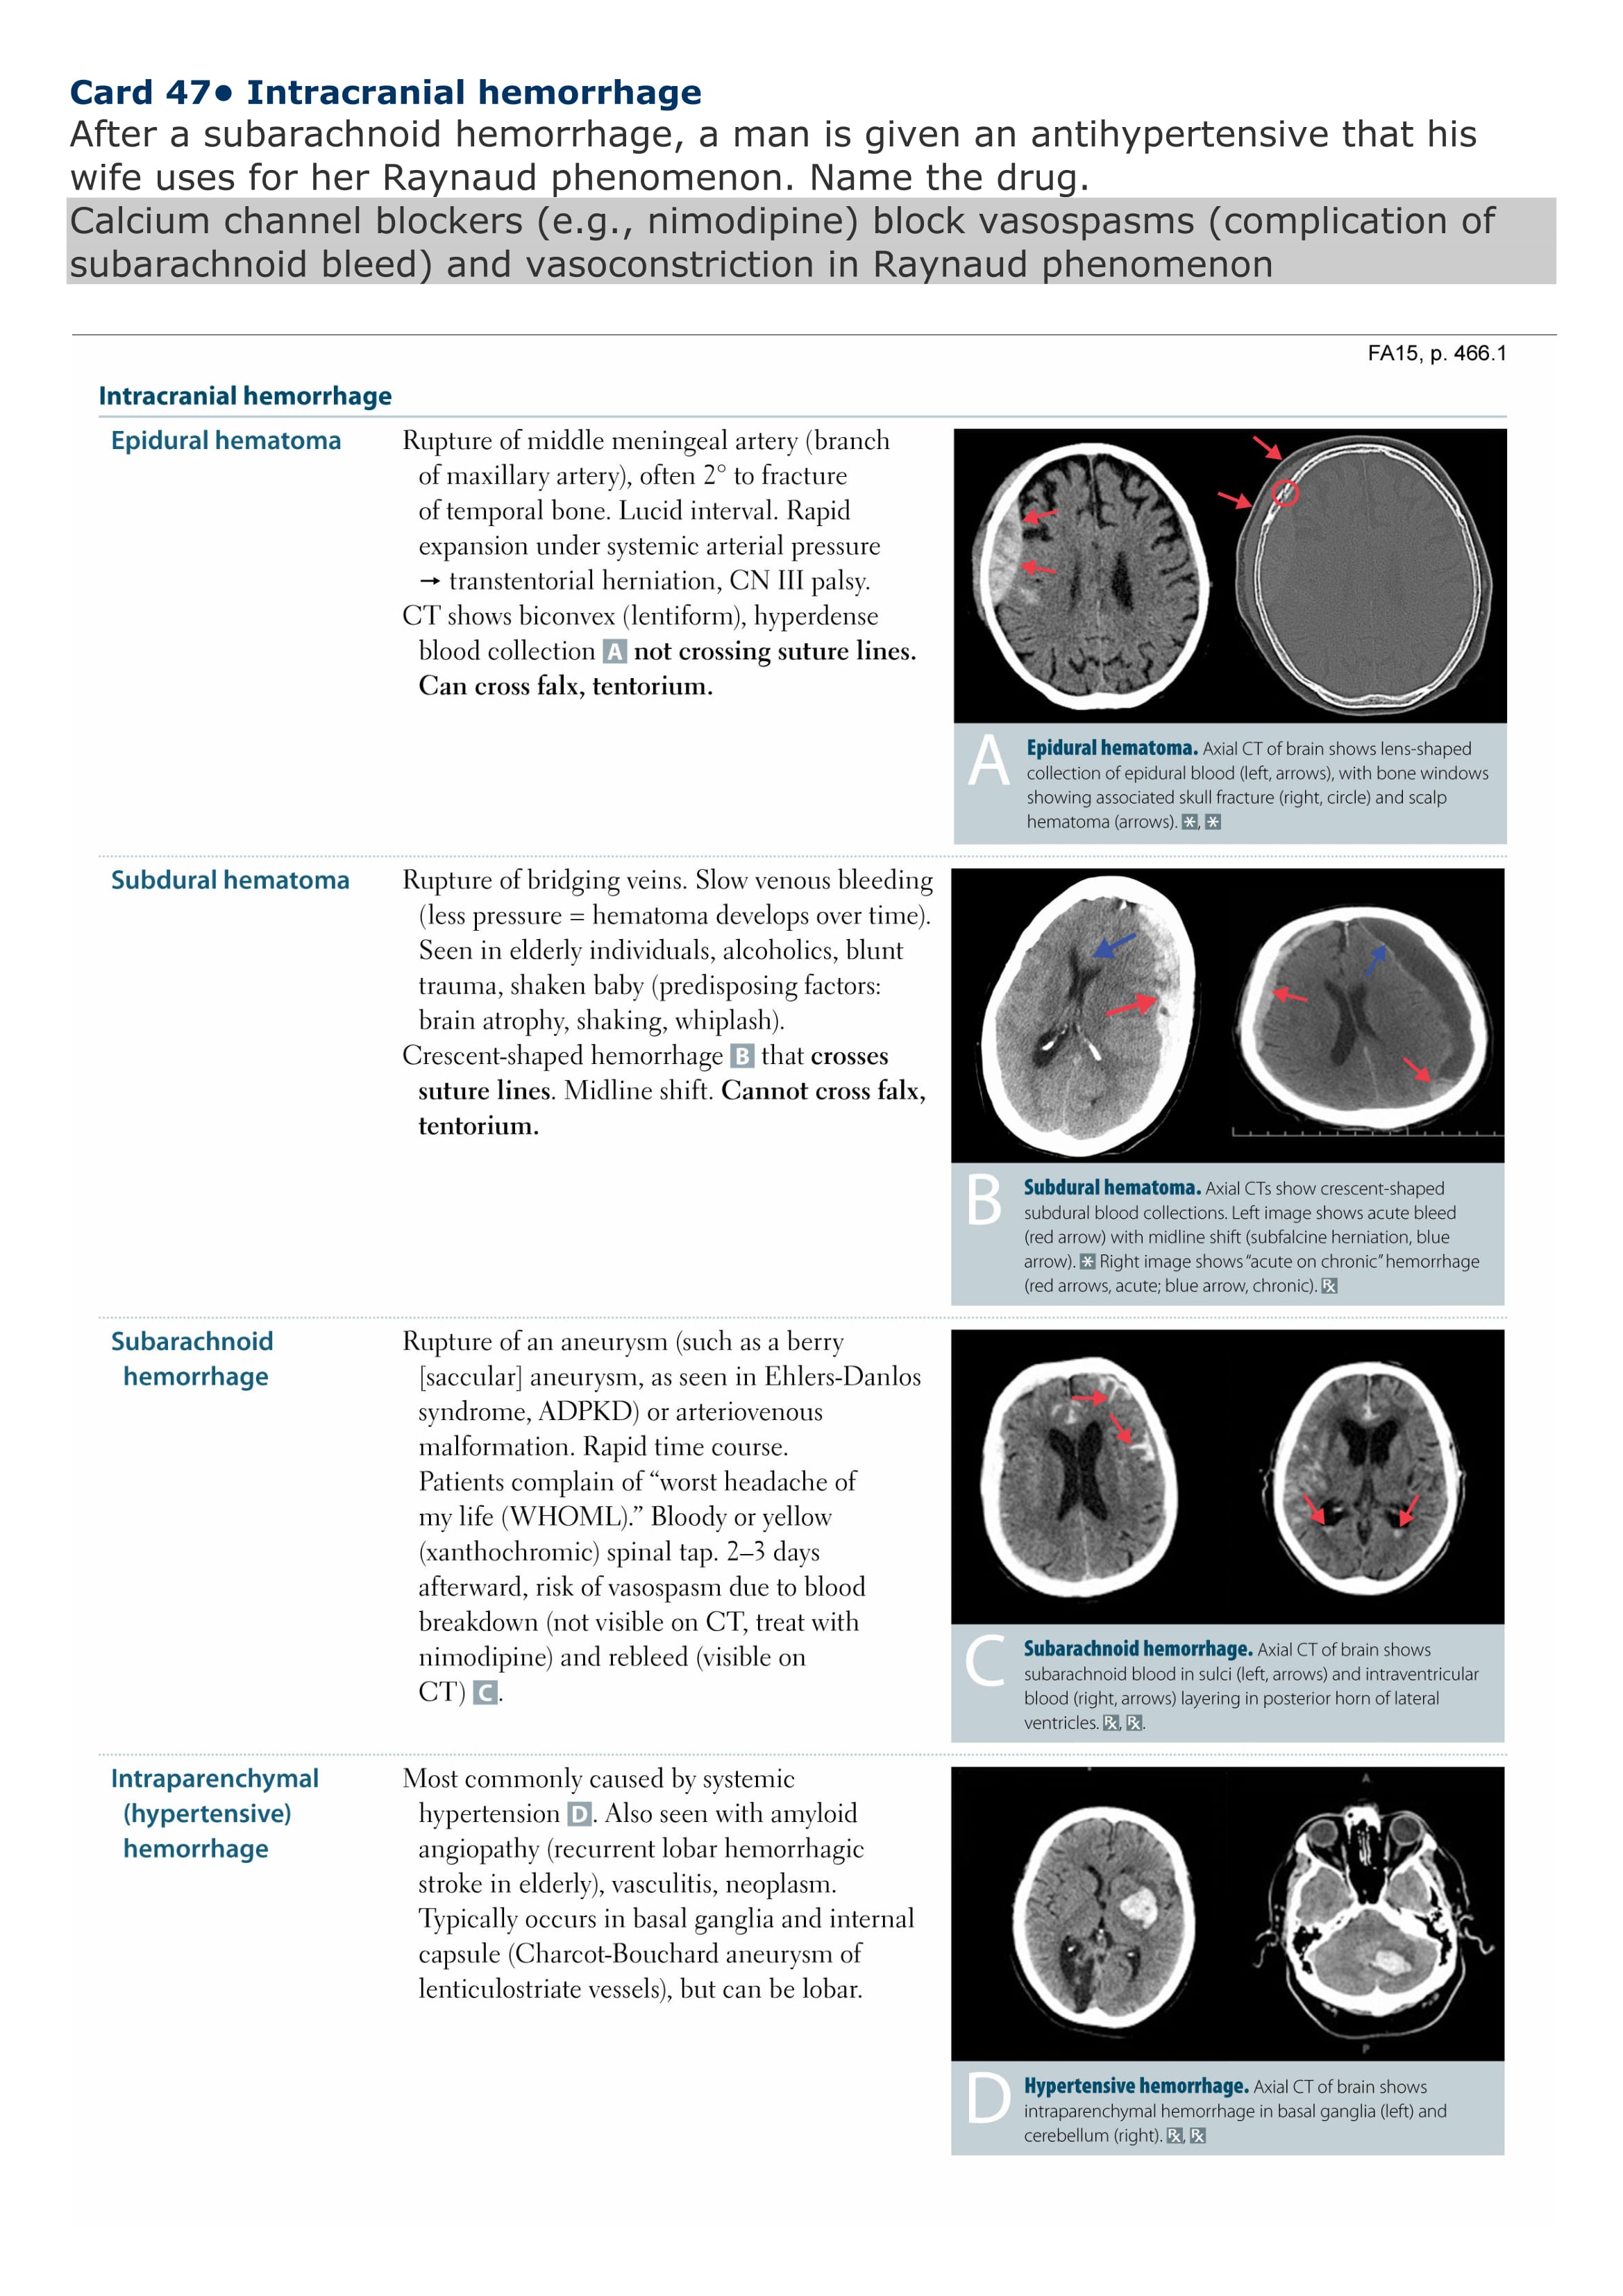 Card 47• Intracranial hemorrhage
After a subarachnoid hemorrhage, a man is given an antihypertensive that his
wife uses for her Raynaud phenomenon. Name the drug.
Calcium channel blockers (e.g., nimodipine) block vasospasms (complication of
subarachnoid bleed) and vasoconstriction in Raynaud phenomenon
FA15, p. 466.1
Intracranial hemorrhage
Epidural hematoma
Rupture of middle meningeal artery (branch
of maxillary artery), often 2° to fracture
of temporal bone. Lucid interval. Rapid
expansion under systemic arterial pressure
→ transtentorial herniation, CN III palsy.
CT shows biconvex (lentiform), hyperdense
blood collection A not crossing suture lines.
Can cross falx, tentorium.
A
Epidural hematoma. Axial CT of brain shows lens-shaped
collection of epidural blood (left, arrows), with bone windows
showing associated skull fracture (right, circle) and scalp
hematoma (arrows). *, *
Subdural hematoma
Rupture of bridging veins. Slow venous bleeding
(less pressure = hematoma develops over time).
Seen in elderly individuals, alcoholics, blunt
trauma, shaken baby (predisposing factors:
brain atrophy, shaking, whiplash).
Crescent-shaped hemorrhage B that crosses
suture lines. Midline shift. Cannot cross falx,
tentorium.
B
Subdural hematoma. Axial CTs show crescent-shaped
subdural blood collections. Left image shows acute bleed
(red arrow) with midline shift (subfalcine herniation, blue
arrow). * Right image shows “acute on chronic” hemorrhage
(red arrows, acute; blue arrow, chronic). ℞
Subarachnoid
hemorrhage
Rupture of an aneurysm (such as a berry
[saccular] aneurysm, as seen in Ehlers-Danlos
syndrome, ADPKD) or arteriovenous
malformation. Rapid time course.
Patients complain of “worst headache of
my life (WHOML).” Bloody or yellow
(xanthochromic) spinal tap. 2–3 days
afterward, risk of vasospasm due to blood
breakdown (not visible on CT, treat with
nimodipine) and rebleed (visible on
CT) C.
C
Subarachnoid hemorrhage. Axial CT of brain shows
subarachnoid blood in sulci (left, arrows) and intraventricular
blood (right, arrows) layering in posterior horn of lateral
ventricles. ℞, ℞.
Intraparenchymal
(hypertensive)
hemorrhage
Most commonly caused by systemic
hypertension D. Also seen with amyloid
angiopathy (recurrent lobar hemorrhagic
stroke in elderly), vasculitis, neoplasm.
Typically occurs in basal ganglia and internal
capsule (Charcot-Bouchard aneurysm of
lenticulostriate vessels), but can be lobar.
A
P
D
Hypertensive hemorrhage. Axial CT of brain shows
intraparenchymal hemorrhage in basal ganglia (left) and
cerebellum (right). ℞, ℞